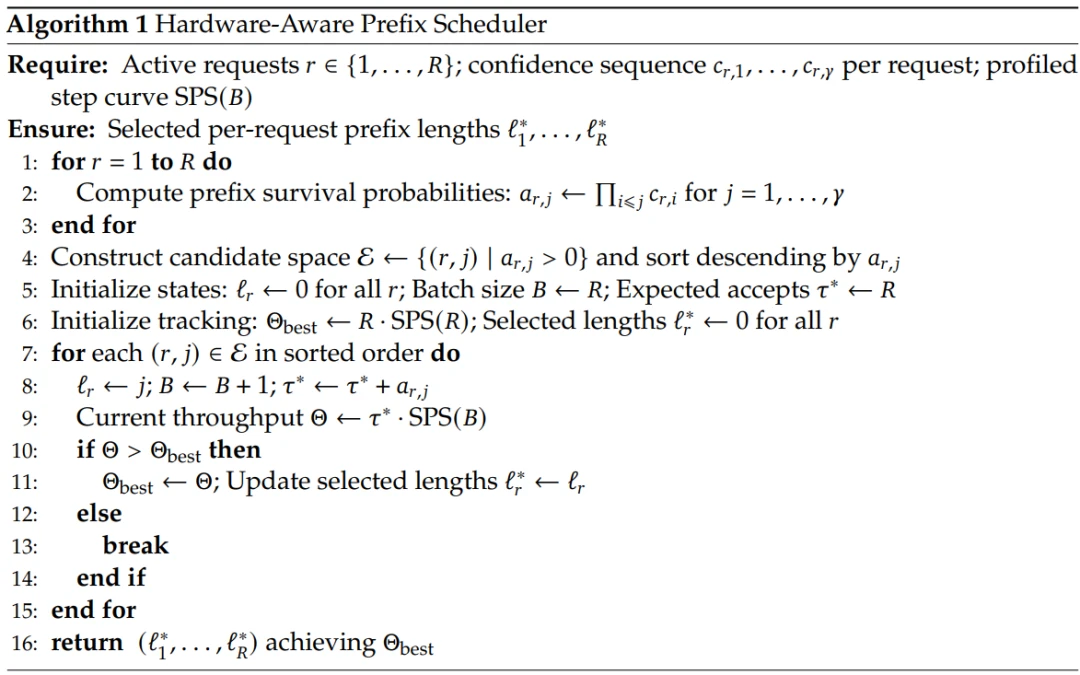 Algorithm 1 Hardware-Aware Prefix Scheduler
Require: Active requests r ∈ {1, . . . , R}; confidence sequence c_{r,1}, . . . , c_{r,γ} per request; profiled
step curve SPS(B)
Ensure: Selected per-request prefix lengths ℓ*_1, . . . , ℓ*_R
1: for r = 1 to R do
2: Compute prefix survival probabilities: a_{r,j} ← ∏_{i⩽j} c_{r,i} for j = 1, . . . , γ
3: end for
4: Construct candidate space ℰ ← {(r, j) | a_{r,j} > 0} and sort descending by a_{r,j}
5: Initialize states: ℓ_r ← 0 for all r; Batch size B ← R; Expected accepts τ* ← R
6: Initialize tracking: Θ_best ← R · SPS(R); Selected lengths ℓ*_r ← 0 for all r
7: for each (r, j) ∈ ℰ in sorted order do
8: ℓ_r ← j; B ← B + 1; τ* ← τ* + a_{r,j}
9: Current throughput Θ ← τ* · SPS(B)
10: if Θ > Θ_best then
11: Θ_best ← Θ; Update selected lengths ℓ*_r ← ℓ_r
12: else
13: break
14: end if
15: end for
16: return (ℓ*_1, . . . , ℓ*_R) achieving Θ_best